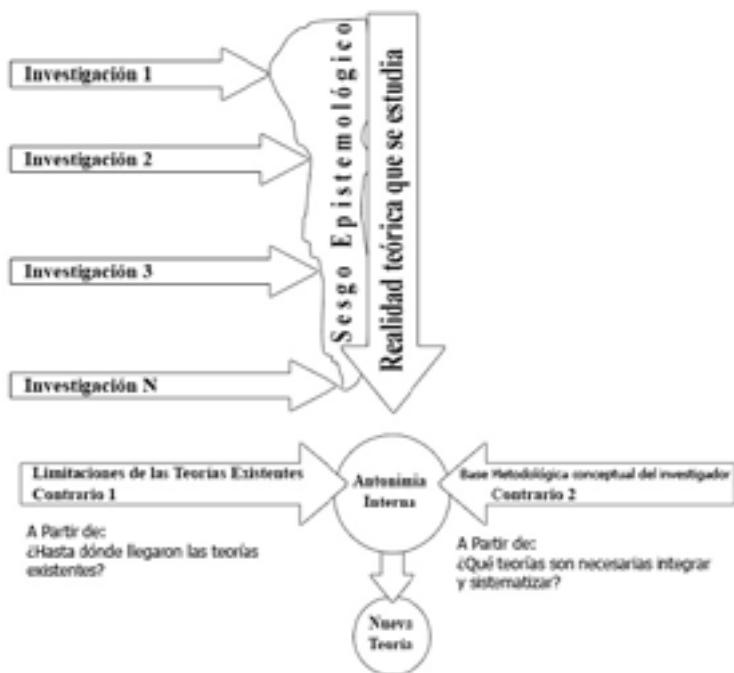 Investigación 1
Investigación 2
Investigación 3
Investigación N
Sesgo Epistemológico
Realidad teórica que se estudia
Limitaciones de las Teorías Existentes
Contrario 1
Antonimia
Interna
Base Metodológica conceptual del investigador
Contrario 2
A Partir de:
¿Hasta dónde llegaron las teorías
existentes?
A Partir de:
¿Qué teorías son necesarias integrar
y sistematizar?
Nueva
Teoría